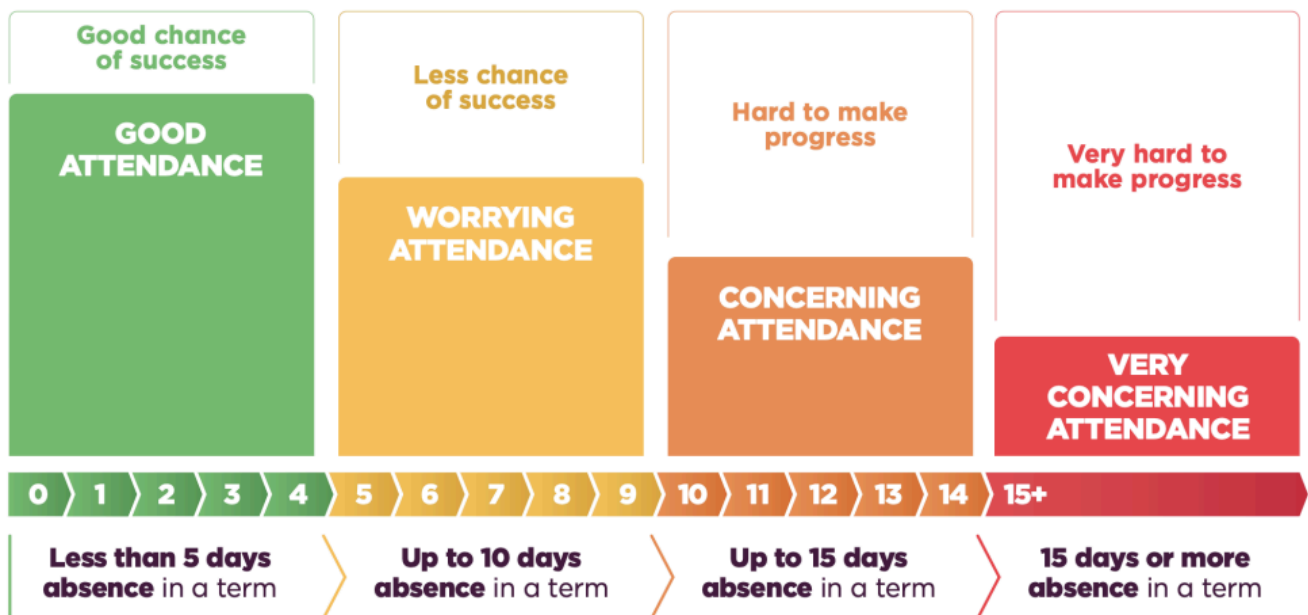 Good chance
of success
GOOD
ATTENDANCE
Less chance
of success
WORRYING
ATTENDANCE
Hard to make
progress
CONCERNING
ATTENDANCE
Very hard to
make progress
VERY
CONCERNING
ATTENDANCE
0 1 2 3 4 5 6 7 8 9 10 11 12 13 14 15+
Less than 5 days
absence in a term
Up to 10 days
absence in a term
Up to 15 days
absence in a term
15 days or more
absence in a term